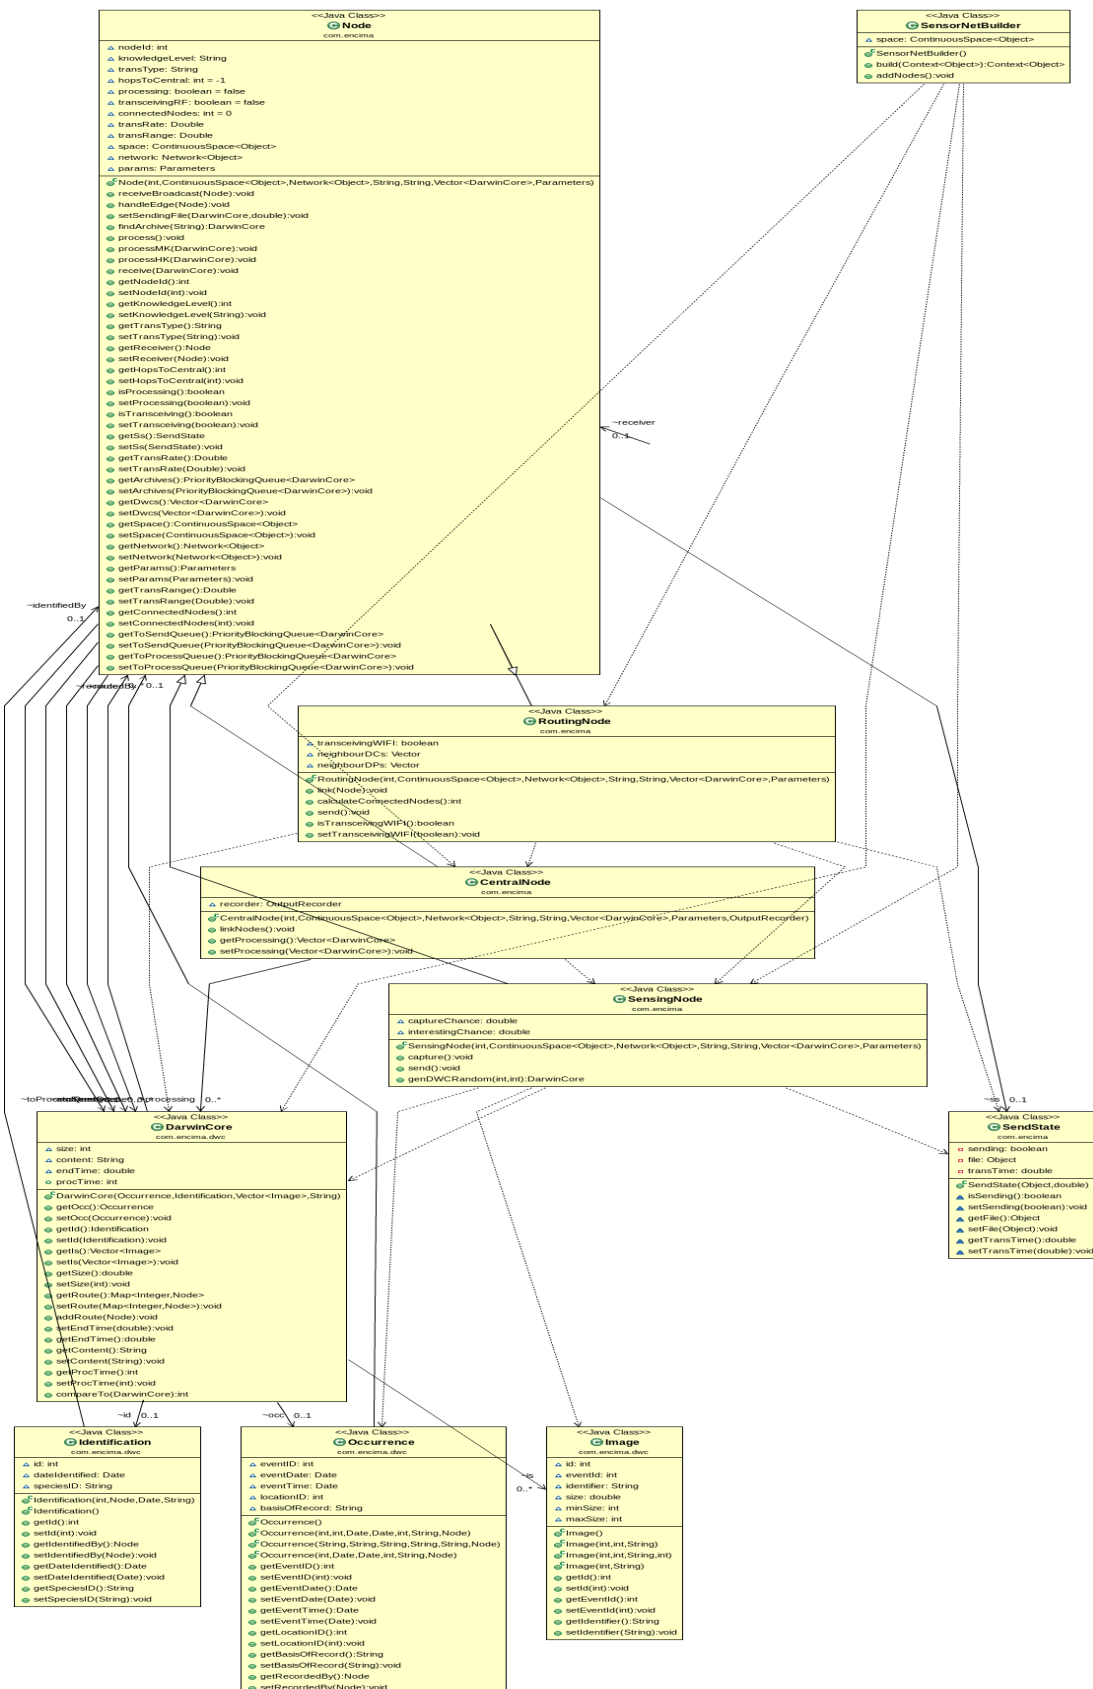 <<Java Class>>
Node
com.encima
nodeId: int
knowledgeLevel: String
transType: String
hopsToCentral: int = -1
processing: boolean = false
transceivingRF: boolean = false
connectedNodes: int = 0
transRate: Double
transRange: Double
space: ContinuousSpace<Object>
network: Network<Object>
params: Parameters
Node(int,ContinuousSpace<Object>,Network<Object>,String,String,Vector<DarwinCore>,Parameters)
receiveBroadcast(Node):void
handleEdge(Node):void
setSendingFile(DarwinCore,double):void
findArchive(String):DarwinCore
process():void
processMK(DarwinCore):void
processHK(DarwinCore):void
receive(DarwinCore):void
getNodeId():int
setNodeId(int):void
getKnowledgeLevel():int
setKnowledgeLevel(String):void
getTransType():String
setTransType(String):void
getReceiver():Node
setReceiver(Node):void
getHopsToCentral():int
setHopsToCentral(int):void
isProcessing():boolean
setProcessing(boolean):void
isTransceiving():boolean
setTransceiving(boolean):void
getSs():SendState
setSs(SendState):void
getTransRate():Double
setTransRate(Double):void
getArchives():PriorityBlockingQueue<DarwinCore>
setArchives(PriorityBlockingQueue<DarwinCore>):void
getDwcs():Vector<DarwinCore>
setDwcs(Vector<DarwinCore>):void
getSpace():ContinuousSpace<Object>
setSpace(ContinuousSpace<Object>):void
getNetwork():Network<Object>
setNetwork(Network<Object>):void
getParams():Parameters
setParams(Parameters):void
getTransRange():Double
setTransRange(Double):void
getConnectedNodes():int
setConnectedNodes(int):void
getToSendQueue():PriorityBlockingQueue<DarwinCore>
setToSendQueue(PriorityBlockingQueue<DarwinCore>):void
getToProcessQueue():PriorityBlockingQueue<DarwinCore>
setToProcessQueue(PriorityBlockingQueue<DarwinCore>):void
<<Java Class>>
SensorNetBuilder
space: ContinuousSpace<Object>
SensorNetBuilder()
build(Context<Object>):Context<Object>
addNodes():void
~receiver
0..1
~identifiedBy
0..1
0..1
<<Java Class>>
RoutingNode
com.encima
transceivingWIFI: boolean
neighbourDCs: Vector
neighbourDPs: Vector
RoutingNode(int,ContinuousSpace<Object>,Network<Object>,String,String,Vector<DarwinCore>,Parameters)
link(Node):void
calculateConnectedNodes():int
send():void
isTransceivingWIFI():boolean
setTransceivingWIFI(boolean):void
<<Java Class>>
CentralNode
com.encima
recorder: OutputRecorder
CentralNode(int,ContinuousSpace<Object>,Network<Object>,String,String,Vector<DarwinCore>,Parameters,OutputRecorder)
linkNodes():void
getProcessing():Vector<DarwinCore>
setProcessing(Vector<DarwinCore>):void
<<Java Class>>
SensingNode
com.encima
captureChance: double
interestingChance: double
SensingNode(int,ContinuousSpace<Object>,Network<Object>,String,String,Vector<DarwinCore>,Parameters)
capture():void
send():void
genDWCRandom(int,int):DarwinCore
processing 0..*
~ss 0..1
<<Java Class>>
DarwinCore
com.encima.dwc
size: int
content: String
endTime: double
procTime: int
DarwinCore(Occurrence,Identification,Vector<Image>,String)
getOcc():Occurrence
setOcc(Occurrence):void
getId():Identification
setId(Identification):void
getIs():Vector<Image>
setIs(Vector<Image>):void
getSize():double
setSize(int):void
getRoute():Map<Integer,Node>
setRoute(Map<Integer,Node>):void
addRoute(Node):void
setEndTime(double):void
getEndTime():double
getContent():String
setContent(String):void
getProcTime():int
setProcTime(int):void
compareTo(DarwinCore):int
<<Java Class>>
SendState
com.encima
sending: boolean
file: Object
transTime: double
SendState(Object,double)
isSending():boolean
setSending(boolean):void
getFile():Object
setFile(Object):void
getTransTime():double
setTransTime(double):void
~id 0..1
~occ 0..1
~is
0..*
<<Java Class>>
Identification
com.encima.dwc
id: int
dateIdentified: Date
speciesID: String
Identification(int,Node,Date,String)
Identification()
getId():int
setId(int):void
getIdentifiedBy():Node
setIdentifiedBy(Node):void
getDateIdentified():Date
setDateIdentified(Date):void
getSpeciesID():String
setSpeciesID(String):void
<<Java Class>>
Occurrence
com.encima.dwc
eventID: int
eventDate: Date
eventTime: Date
locationID: int
basisOfRecord: String
Occurrence()
Occurrence(int,int,Date,Date,int,String,Node)
Occurrence(String,String,String,String,String,Node)
Occurrence(int,Date,Date,int,String,Node)
getEventID():int
setEventID(int):void
getEventDate():Date
setEventDate(Date):void
getEventTime():Date
setEventTime(Date):void
getLocationID():int
setLocationID(int):void
getBasisOfRecord():String
setBasisOfRecord(String):void
getRecordedBy():Node
setRecordedBy(Node):void
<<Java Class>>
Image
com.encima.dwc
id: int
eventId: int
identifier: String
size: double
minSize: int
maxSize: int
Image()
Image(int,int,String)
Image(int,int,String,int)
Image(int,String)
getId():int
setId(int):void
getEventId():int
setEventId(int):void
getIdentifier():String
setIdentifier(String):void